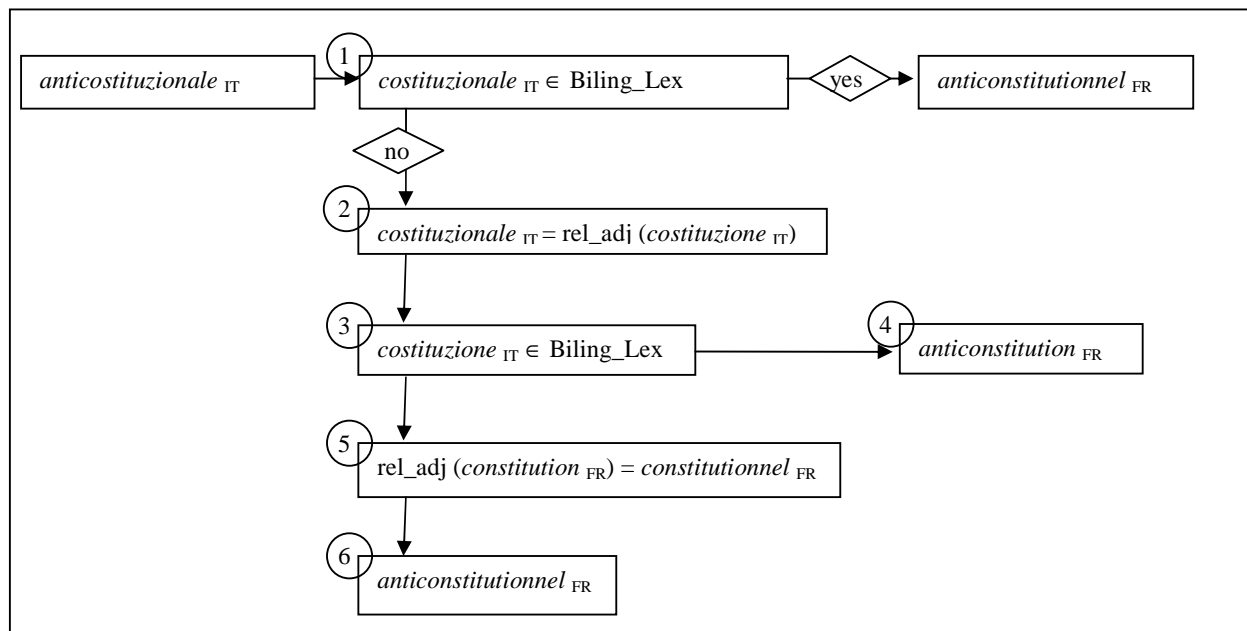 1
anticostituzionale IT
costituzionale IT ∈ Biling_Lex
yes
anticonstitutionnel FR
no
2
costituzionale IT = rel_adj (costituzione IT)
3
costituzione IT ∈ Biling_Lex
4
anticonstitution FR
5
rel_adj (constitution FR) = constitutionnel FR
6
anticonstitutionnel FR